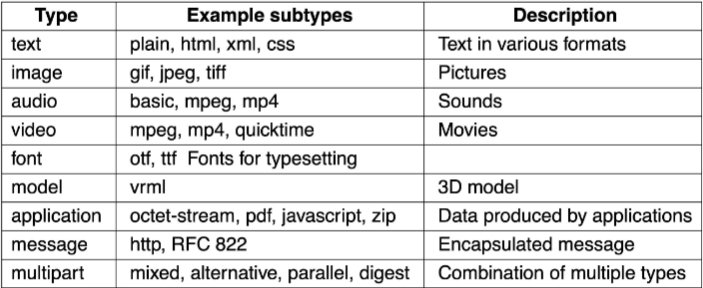 Type Example subtypes Description
text plain, html, xml, css Text in various formats
image gif, jpeg, tiff Pictures
audio basic, mpeg, mp4 Sounds
video mpeg, mp4, quicktime Movies
font otf, ttf Fonts for typesetting
model vrml 3D model
application octet-stream, pdf, javascript, zip Data produced by applications
message http, RFC 822 Encapsulated message
multipart mixed, alternative, parallel, digest Combination of multiple types